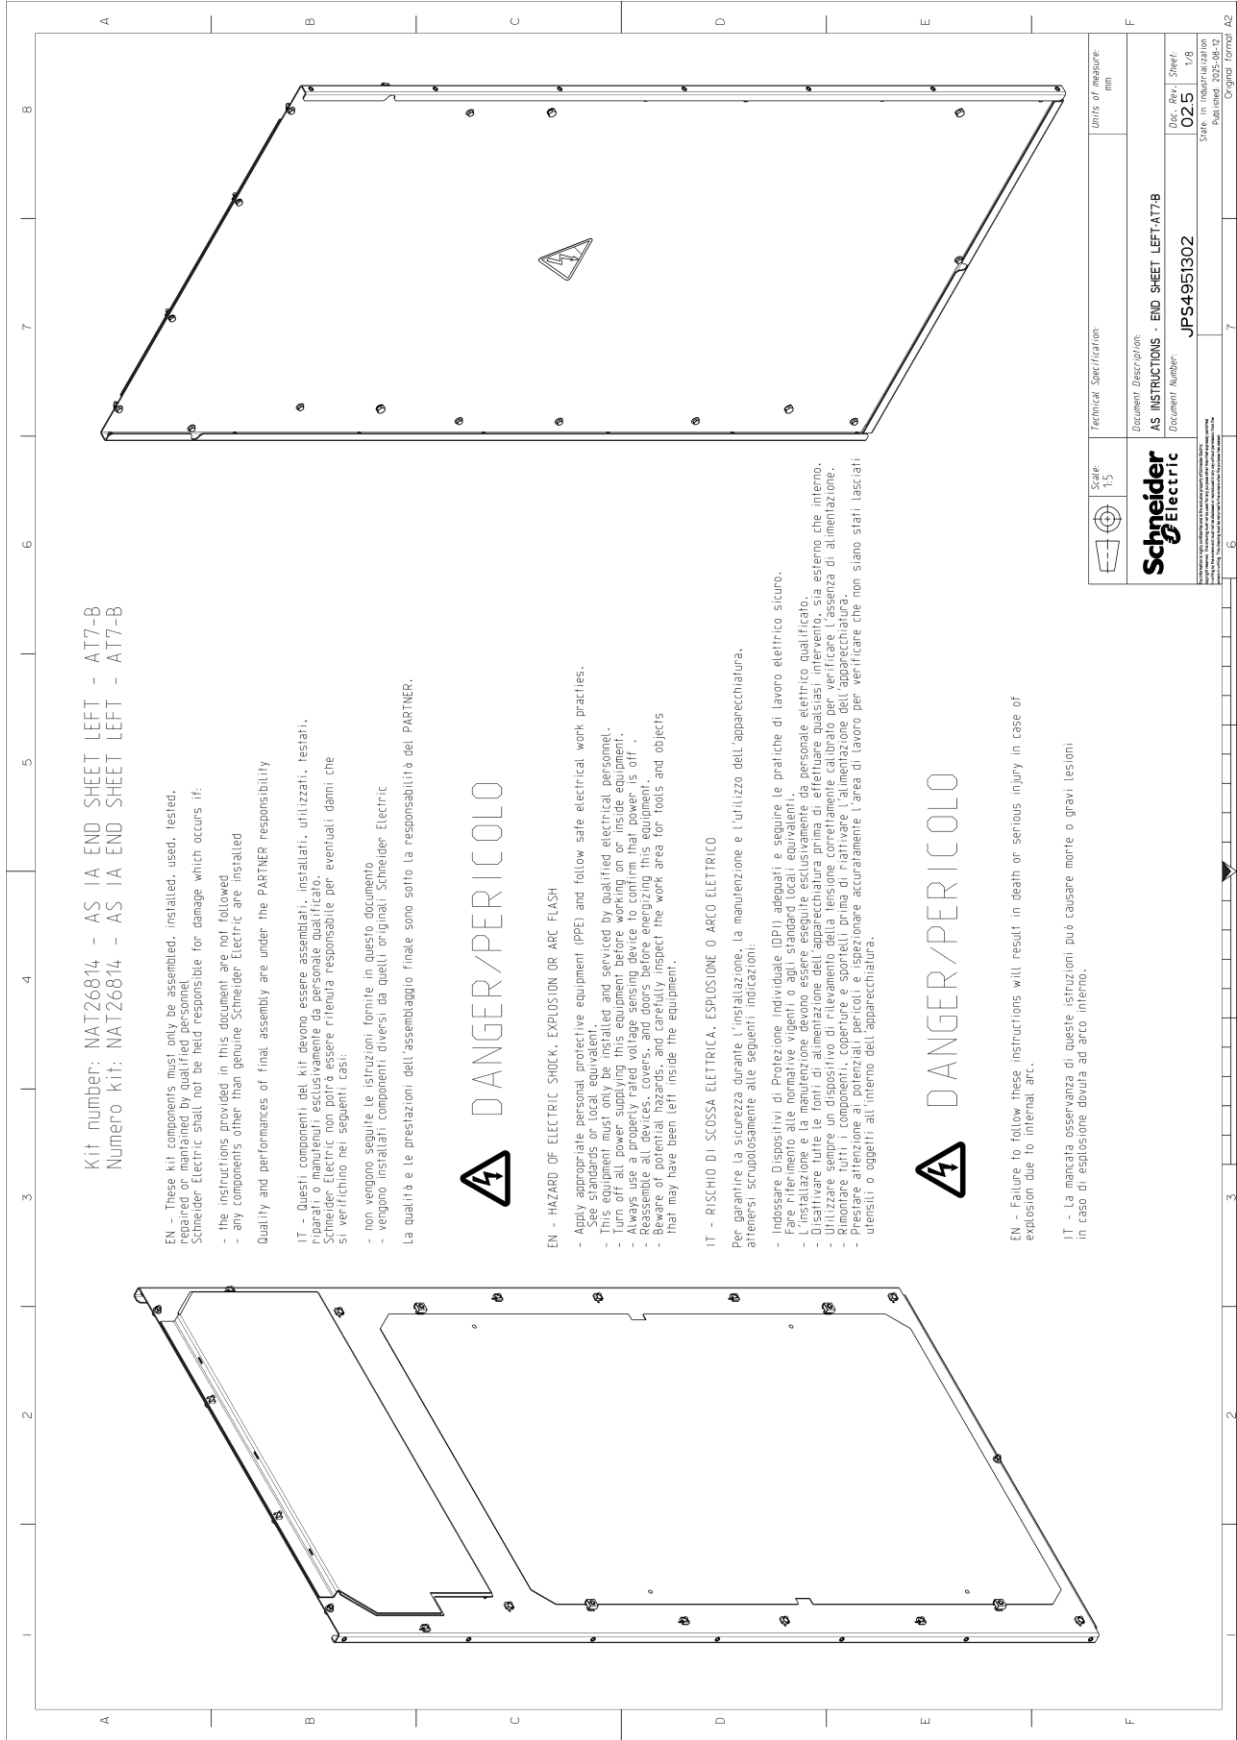 Kit number: NAT26814 - AS IA END SHEET LEFT - AT7-B
Numero kit: NAT26814 - AS IA END SHEET LEFT - AT7-B
EN - These kit components must only be assembled, installed, used, tested,
repaired or maintained by qualified personnel
Schneider Electric shall not be held responsible for damage which occurs if:
- the instructions provided in this document are not followed
- any components other than genuine Schneider Electric are installed
Quality and performances of final assembly are under the PARTNER responsibility
IT - Questi componenti del kit devono essere assemblati, installati, utilizzati, testati,
riparati o manutenuti esclusivamente da personale qualificato.
Schneider Electric non potrà essere ritenuta responsabile per eventuali danni che
si verifichino nei seguenti casi:
- non vengono seguite le istruzioni fornite in questo documento
- vengono installati componenti diversi da quelli originali Schneider Electric
La qualità e le prestazioni dell'assemblaggio finale sono sotto la responsabilità del PARTNER.
DANGER/PERICOLO
EN - HAZARD OF ELECTRIC SHOCK, EXPLOSION OR ARC FLASH
- Apply appropriate personal protective equipment (PPE) and follow safe electrical work practies.
See standards or local equivalent.
- This equipment must only be installed and serviced by qualified electrical personnel.
- Turn off all power supplying this equipment before working on or inside equipment.
- Always use a properly rated voltage sensing device to confirm that power is off .
- Reassemble all devices, covers, and doors before energizing this equipment.
- Beware of potential hazards, and carefully inspect the work area for tools and objects
that may have been left inside the equipment.
IT - RISCHIO DI SCOSSA ELETTRICA, ESPLOSIONE O ARCO ELETTRICO
Per garantire la sicurezza durante l'installazione, la manutenzione e l'utilizzo dell'apparecchiatura,
attenersi scrupolosamente alle seguenti indicazioni:
- Indossare Dispositivi di Protezione Individuale (DPI) adeguati e seguire le pratiche di lavoro elettrico sicuro.
Fare riferimento alle normative vigenti o agli standard locali equivalenti.
- L'installazione e la manutenzione devono essere eseguite esclusivamente da personale elettrico qualificato.
- Disattivare tutte le fonti di alimentazione dell'apparecchiatura prima di effettuare qualsiasi intervento, sia esterno che interno.
- Utilizzare sempre un dispositivo di rilevamento della tensione correttamente calibrato per verificare l'assenza di alimentazione.
- Rimontare tutti i componenti, coperture e sportelli prima di riattivare l'alimentazione dell'apparecchiatura.
- Prestare attenzione ai potenziali pericoli e ispezionare accuratamente l'area di lavoro per verificare che non siano stati lasciati
utensili o oggetti all'interno dell'apparecchiatura.
DANGER/PERICOLO
EN - Failure to follow these instructions will result in death or serious injury in case of
explosion due to internal arc.
IT - La mancata osservanza di queste istruzioni può causare morte o gravi lesioni
in caso di esplosione dovuta ad arco interno.
1 2 3 4 5 6 7 8
A B C D E F
A B C D E F
1 2 3 6 7
Scale:
1:5
Technical Specification:
Units of measure:
mm
Schneider
Electric
Document Description:
AS INSTRUCTIONS - END SHEET LEFT-AT7-B
Document Number:
JPS4951302
Doc. Rev.
02.5
Sheet:
1/8
State: In Industrialization
Published: 2025-08-12
Original format A2